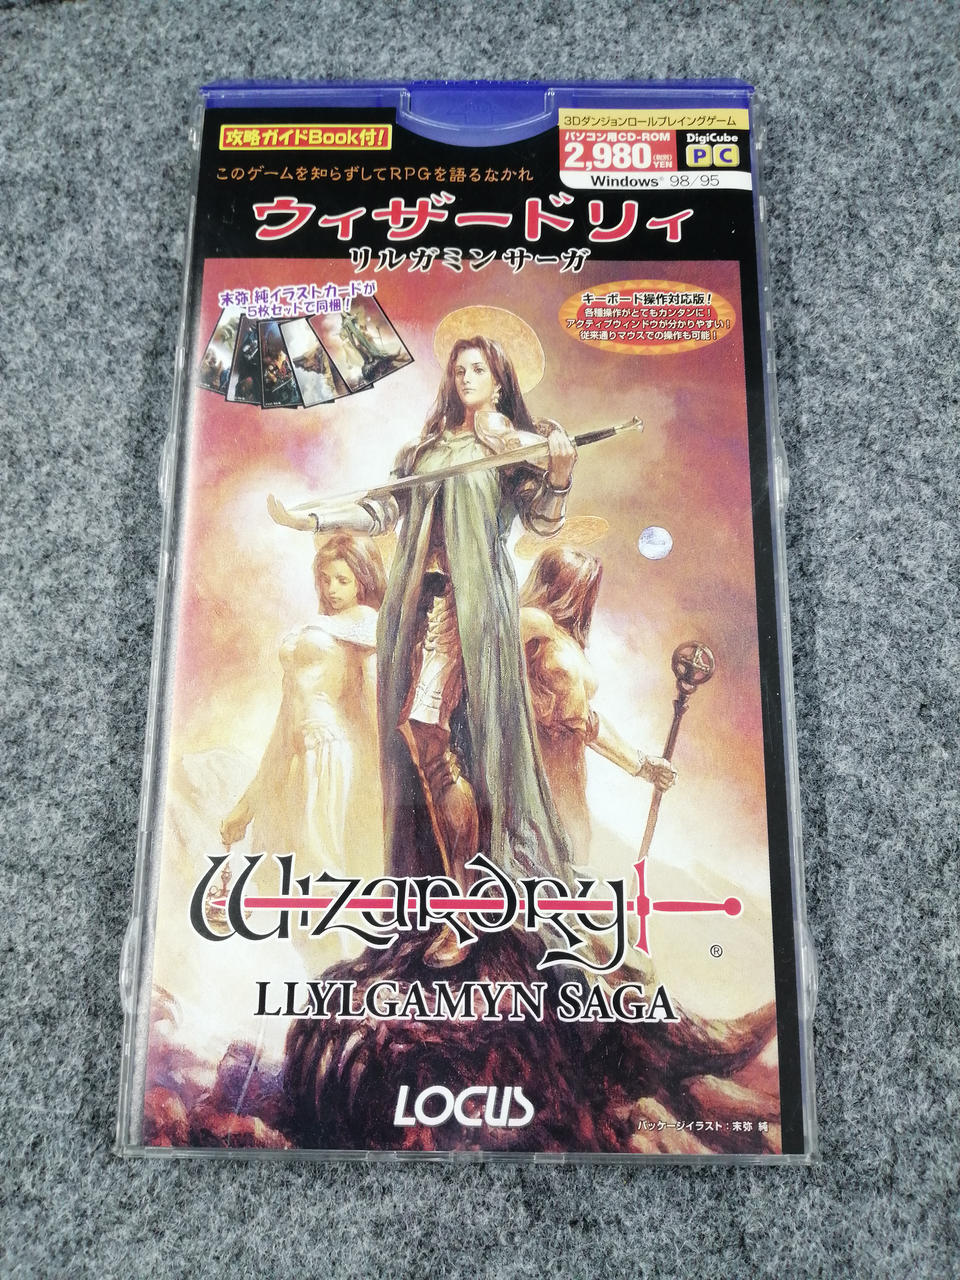 攻略ガイドBook付!
3Dダンジョンロールプレイングゲーム
パソコン用CD-ROM
2,980(税別)YEN
DigiCube
PC
Windows® 98/95
このゲームを知らずしてRPGを語るなかれ
ウィザードリィ
リルガミンサーガ
末弥 純イラストカードが
5枚セットで同梱!
キーボード操作対応版!
各種操作がとてもカンタンに!
アクティブウィンドウが分かりやすい!
従来通りマウスでの操作も可能!
Wizardry
®
LLYLGAMYN SAGA
LOCUS
パッケージイラスト:末弥 純